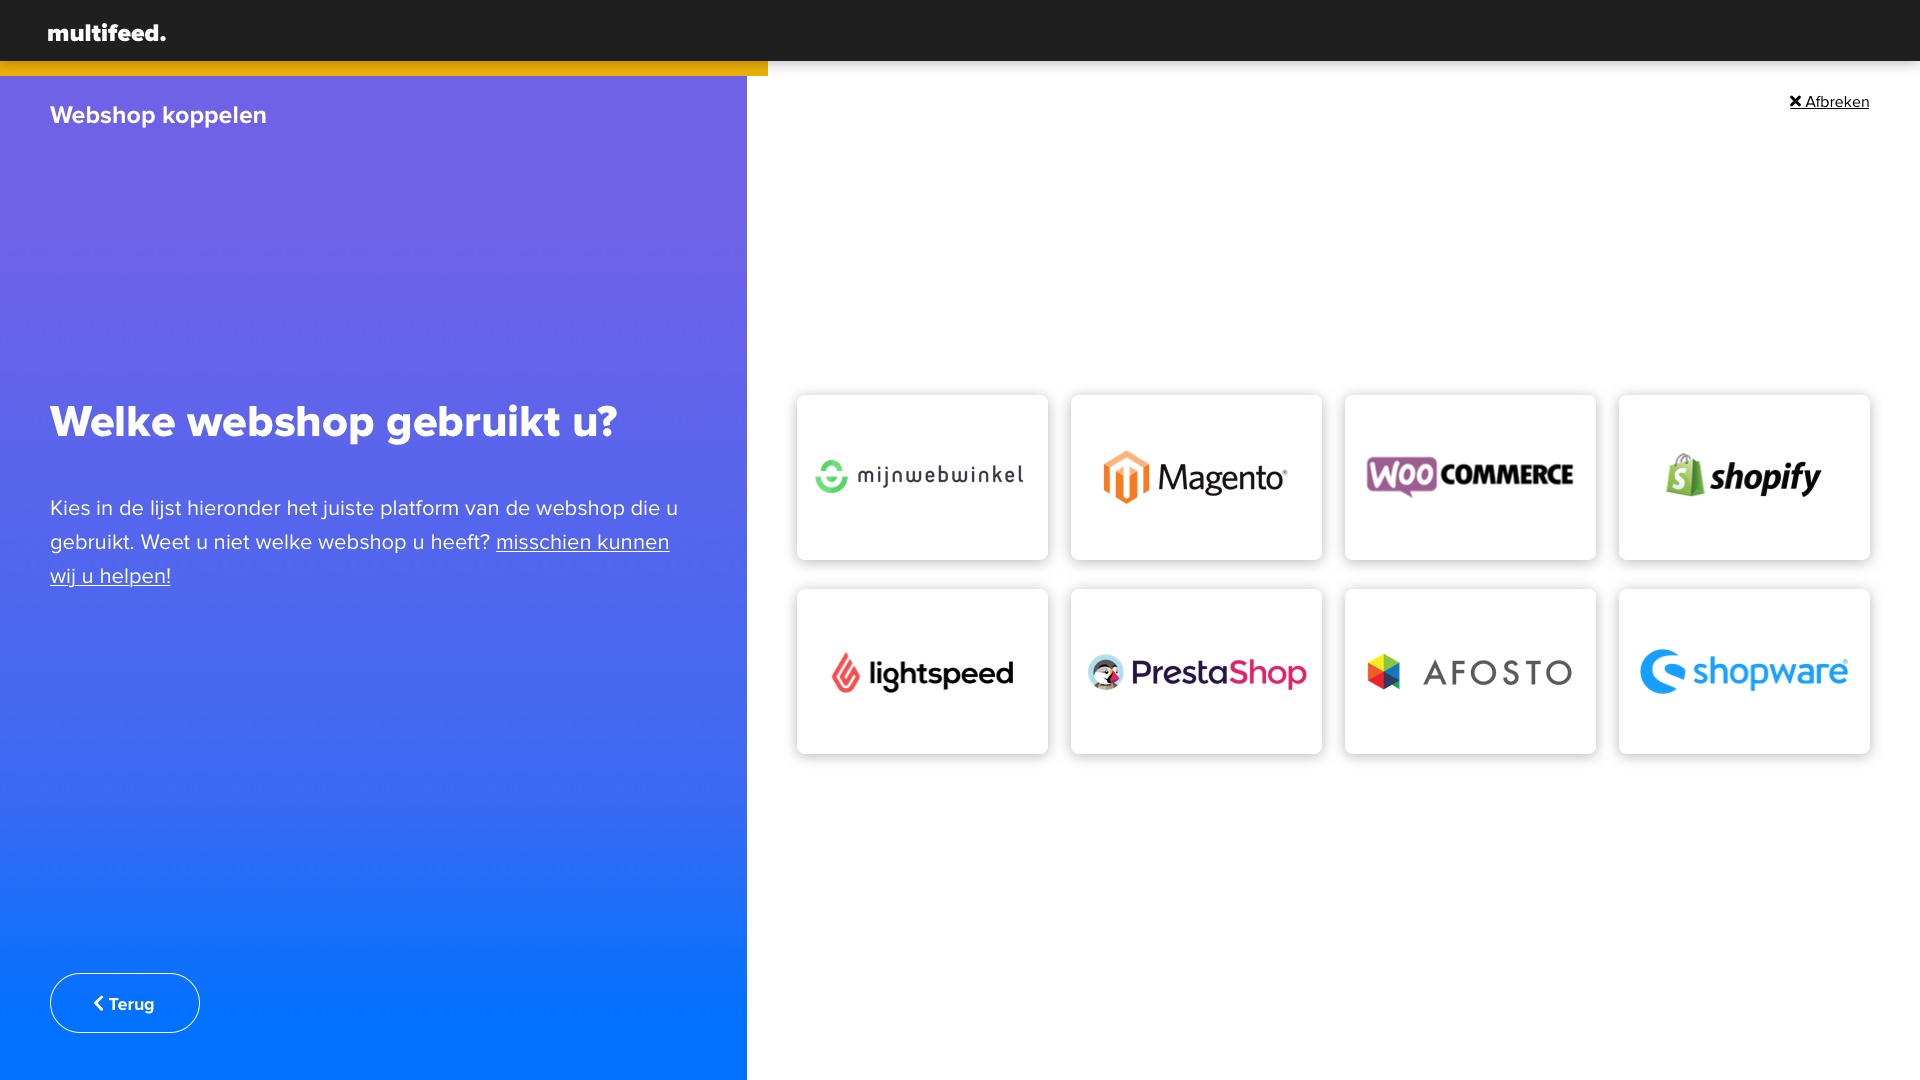 multifeed.
Webshop koppelen
Afbreken
Welke webshop gebruikt u?
Kies in de lijst hieronder het juiste platform van de webshop die u
gebruikt. Weet u niet welke webshop u heeft? misschien kunnen
wij u helpen!
mijnwebwinkel
Magento®
WOO COMMERCE
shopify
lightspeed
PrestaShop
AFOSTO
shopware®
Terug